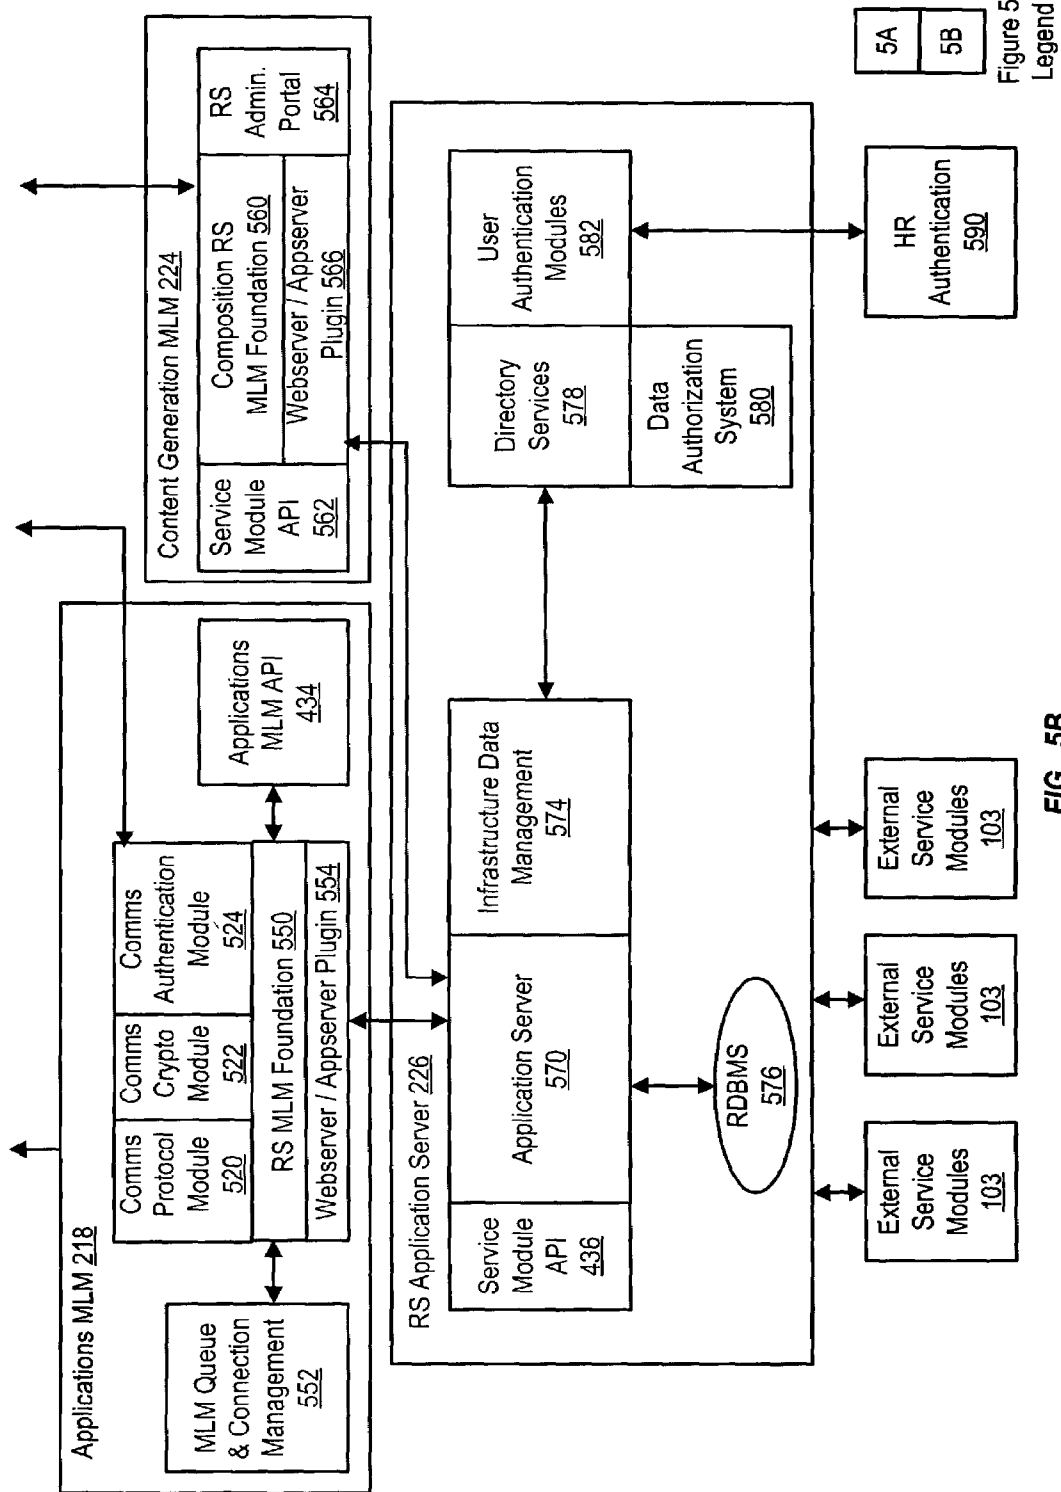 Applications MLM 218
MLM Queue
& Connection
Management
552
Comms
Protocol
Module
520
Comms
Crypto
Module
522
Comms
Authentication
Module
524
RS MLM Foundation 550
Webserver / Appserver Plugin 554
Applications
MLM API
434
Content Generation MLM 224
Service
Module
API
562
Composition RS
MLM Foundation 560
Webserver / Appserver
Plugin 566
RS
Admin.
Portal
564
RS Application Server 226
Service
Module
API
436
Application Server
570
Infrastructure Data
Management
574
RDBMS
576
Directory
Services
578
User
Authentication
Modules
582
Data
Authorization
System
580
External
Service
Modules
103
External
Service
Modules
103
External
Service
Modules
103
HR
Authentication
590
5A
5B
Figure 5
Legend
FIG. 5B